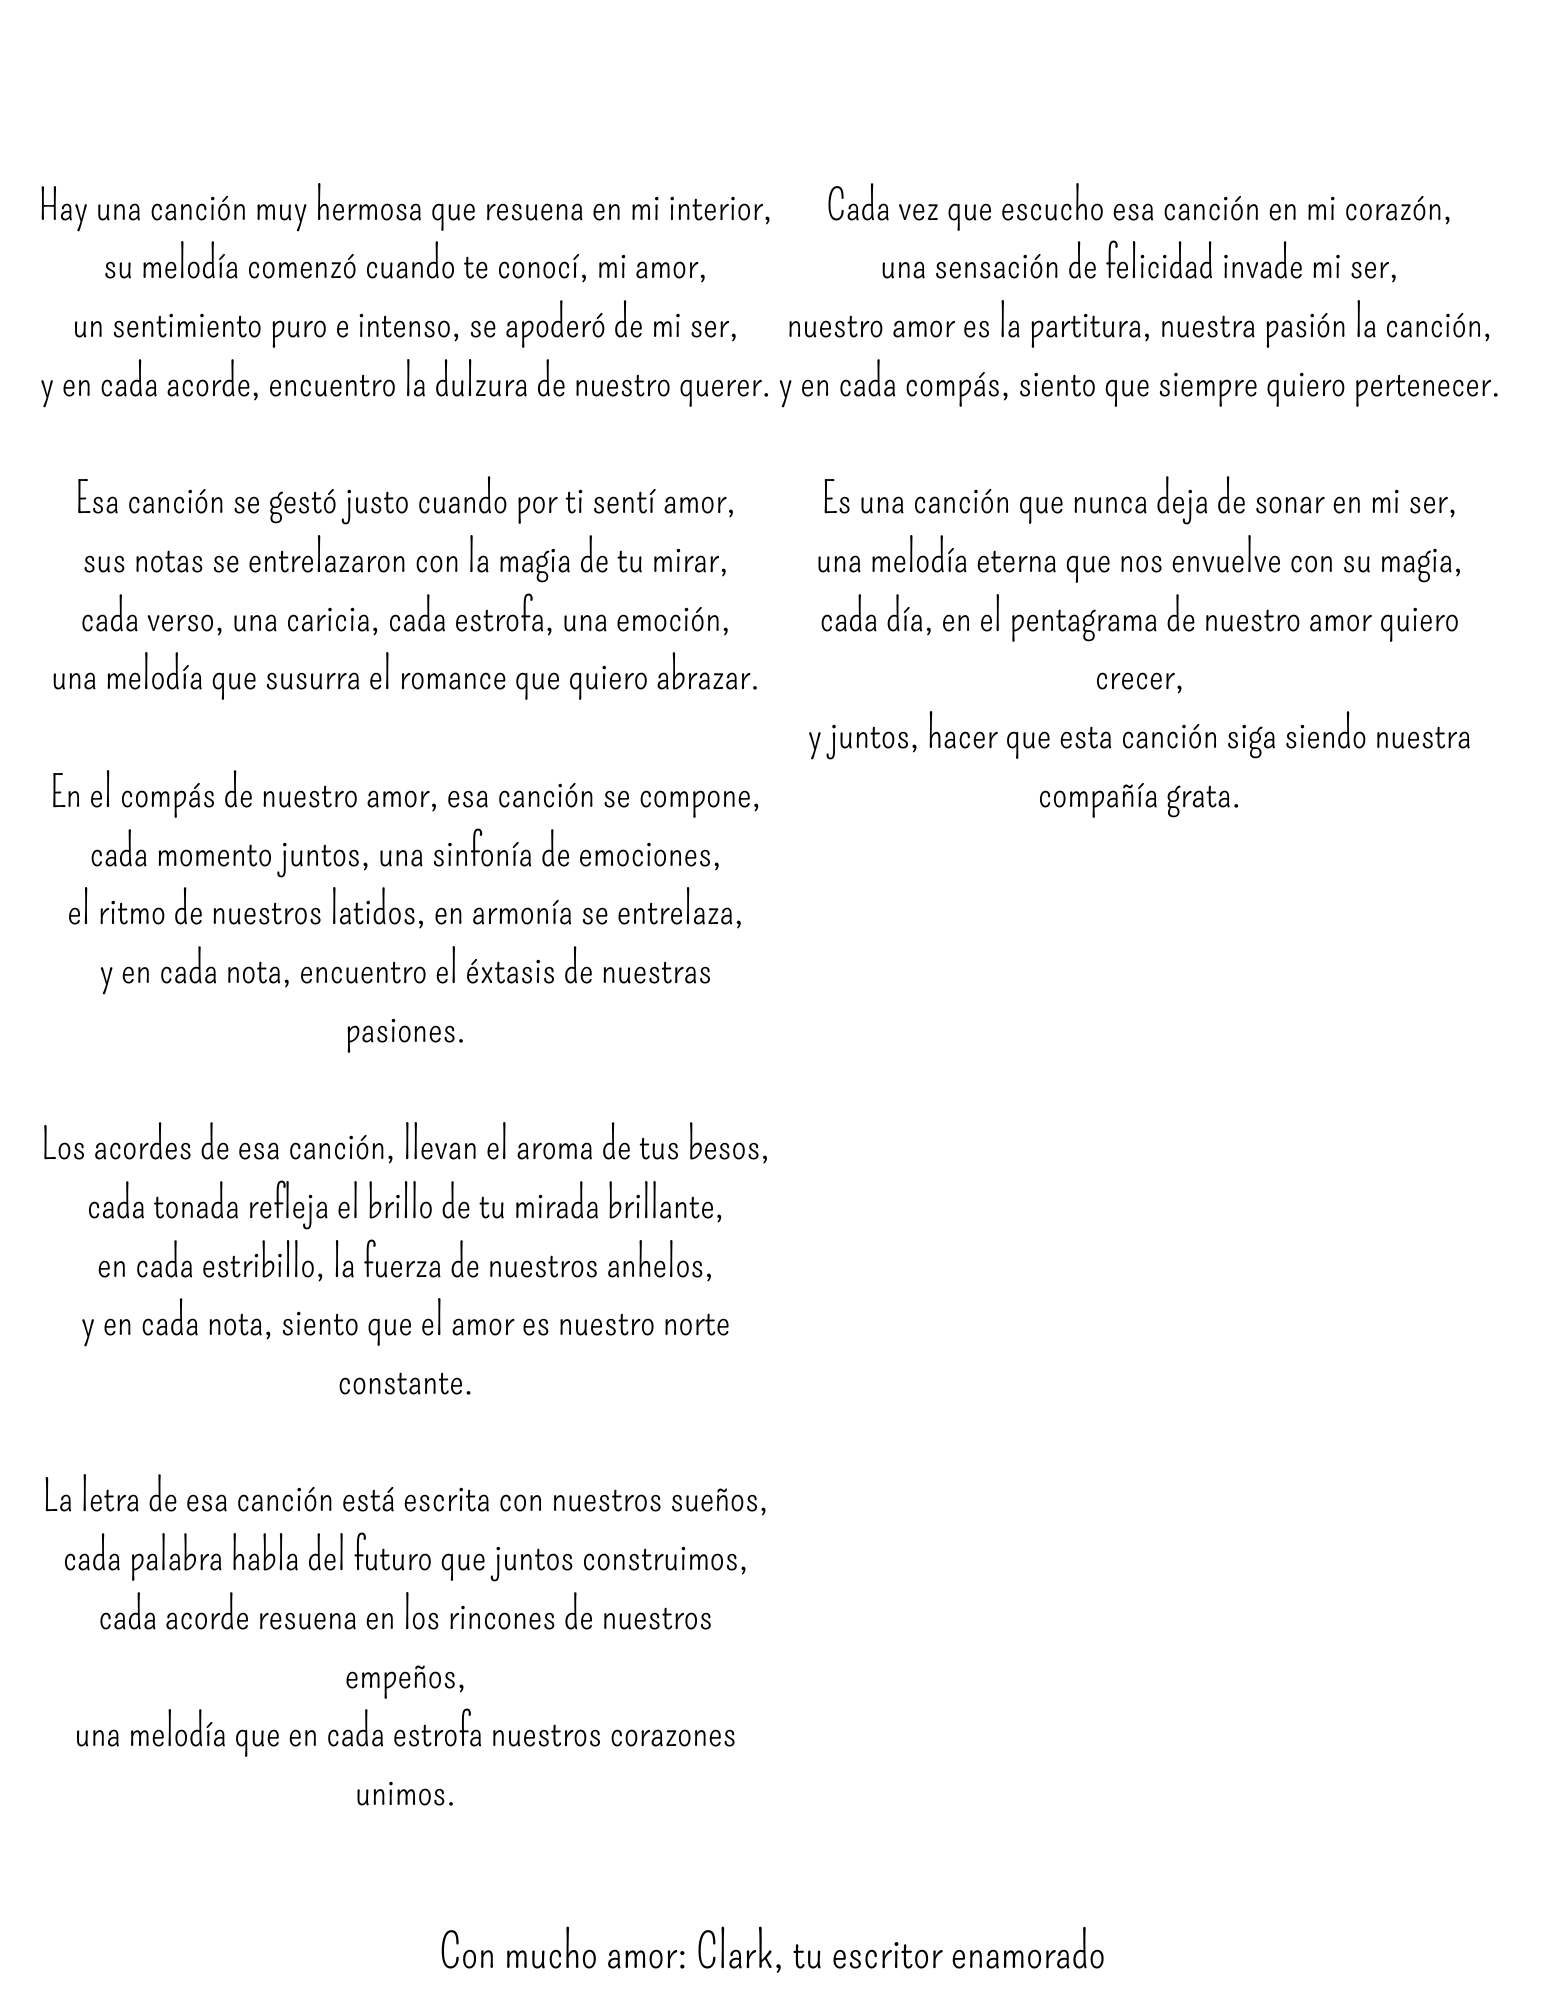 Hay una canción muy hermosa que resuena en mi interior,
su melodía comenzó cuando te conocí, mi amor,
un sentimiento puro e intenso, se apoderó de mi ser,
y en cada acorde, encuentro la dulzura de nuestro querer.

Esa canción se gestó justo cuando por ti sentí amor,
sus notas se entrelazaron con la magia de tu mirar,
cada verso, una caricia, cada estrofa, una emoción,
una melodía que susurra el romance que quiero abrazar.

En el compás de nuestro amor, esa canción se compone,
cada momento juntos, una sinfonía de emociones,
el ritmo de nuestros latidos, en armonía se entrelaza,
y en cada nota, encuentro el éxtasis de nuestras
pasiones.

Los acordes de esa canción, llevan el aroma de tus besos,
cada tonada refleja el brillo de tu mirada brillante,
en cada estribillo, la fuerza de nuestros anhelos,
y en cada nota, siento que el amor es nuestro norte
constante.

La letra de esa canción está escrita con nuestros sueños,
cada palabra habla del futuro que juntos construimos,
cada acorde resuena en los rincones de nuestros
empeños,
una melodía que en cada estrofa nuestros corazones
unimos.

Cada vez que escucho esa canción en mi corazón,
una sensación de felicidad invade mi ser,
nuestro amor es la partitura, nuestra pasión la canción,
y en cada compás, siento que siempre quiero pertenecer.

Es una canción que nunca deja de sonar en mi ser,
una melodía eterna que nos envuelve con su magia,
cada día, en el pentagrama de nuestro amor quiero
crecer,
y juntos, hacer que esta canción siga siendo nuestra
compañía grata.

Con mucho amor: Clark, tu escritor enamorado